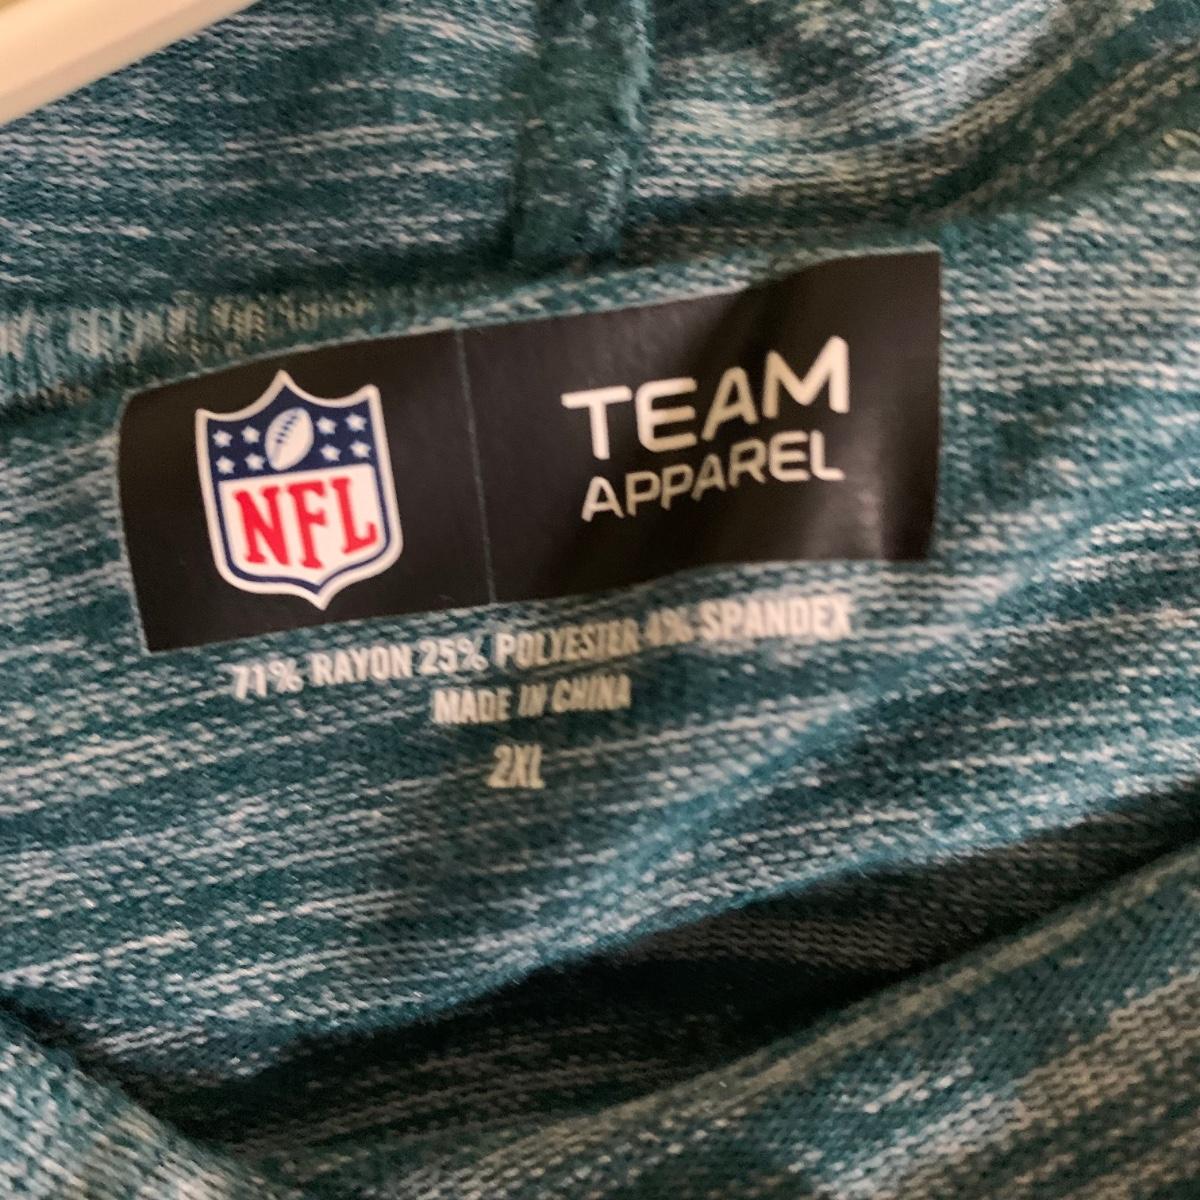 NFL
TEAM
APPAREL
71% RAYON 25% POLYESTER 4% SPANDEX
MADE IN CHINA
2XL